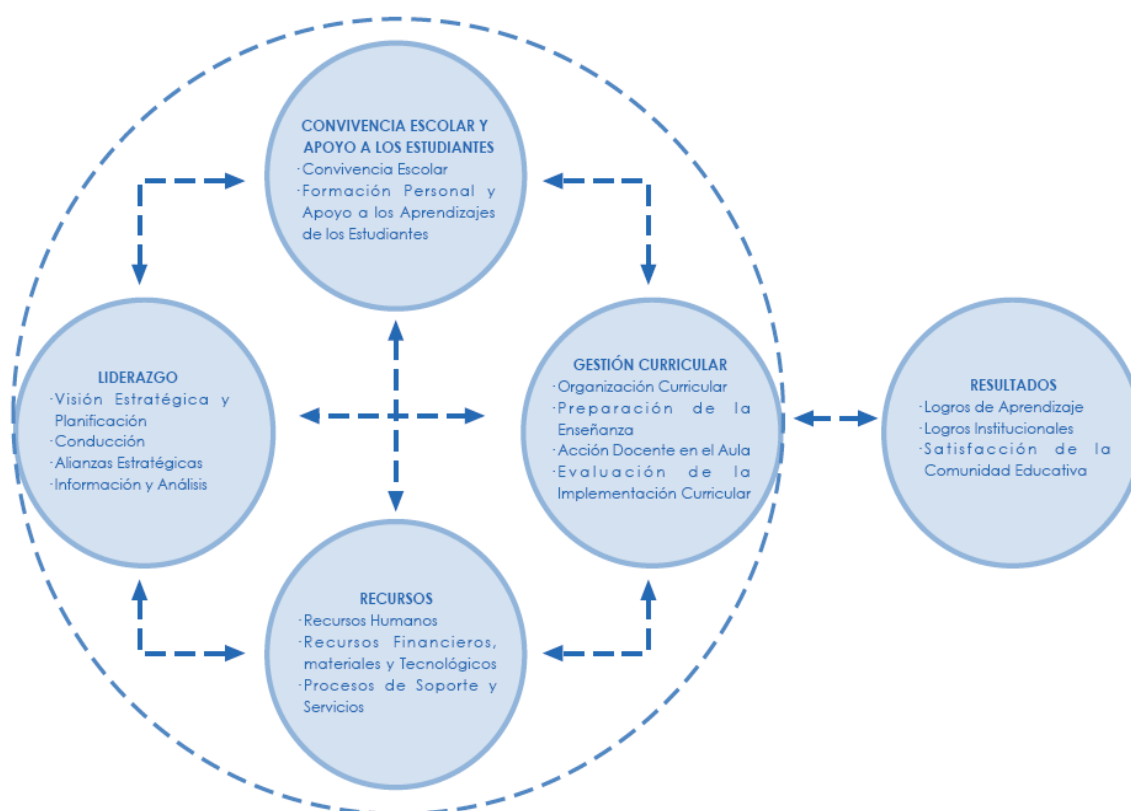 CONVIVENCIA ESCOLAR Y
APOYO A LOS ESTUDIANTES
·Convivencia Escolar
·Formación Personal y
Apoyo a los Aprendizajes
de los Estudiantes
LIDERAZGO
·Visión Estratégica y
Planificación
·Conducción
·Alianzas Estratégicas
·Información y Análisis
GESTIÓN CURRICULAR
·Organización Curricular
·Preparación de la
Enseñanza
·Acción Docente en el Aula
·Evaluación de la
Implementación Curricular
RESULTADOS
·Logros de Aprendizaje
·Logros Institucionales
·Satisfacción de la
Comunidad Educativa
RECURSOS
·Recursos Humanos
·Recursos Financieros,
materiales y Tecnológicos
·Procesos de Soporte y
Servicios